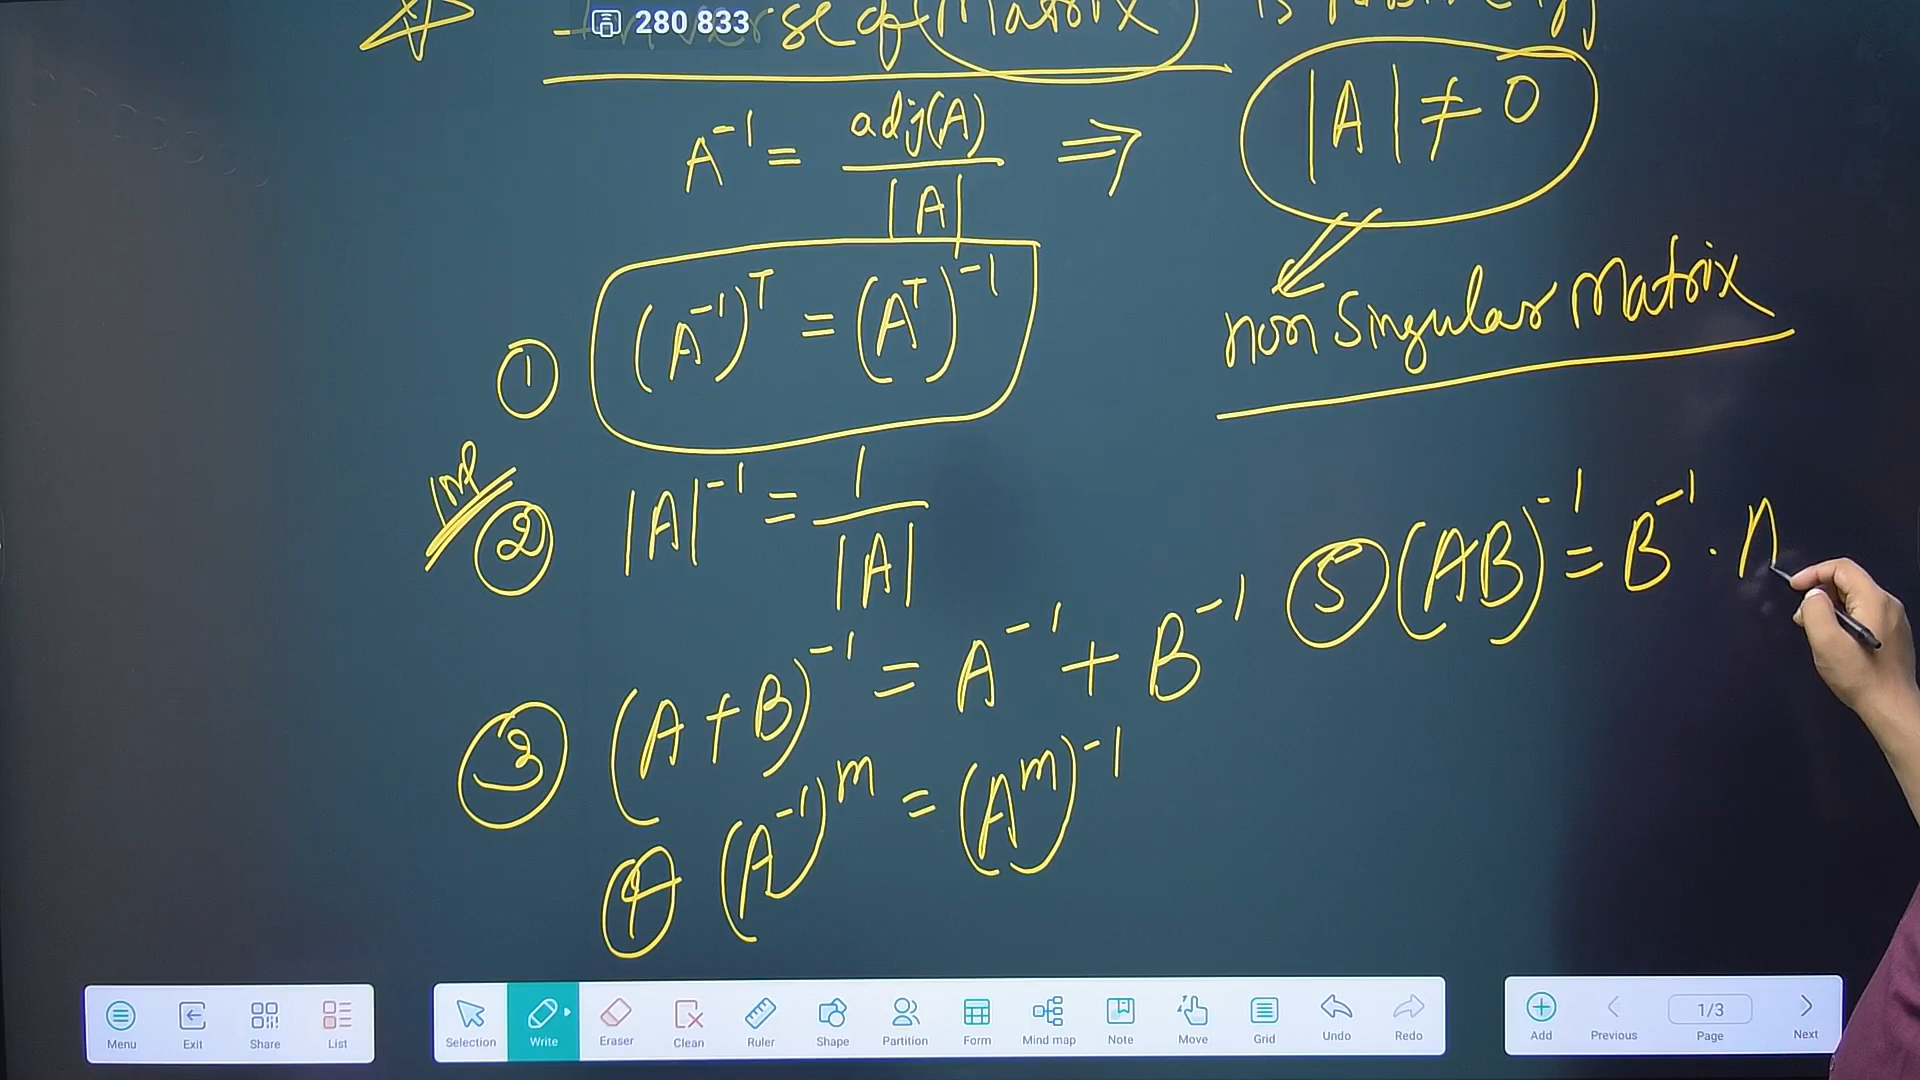 280 833
Inverse of (Matrix) is
A⁻¹ = adj(A) / |A| ⇒ |A| ≠ 0
non Singular Matrix
① (A⁻¹)ᵀ = (Aᵀ)⁻¹
Imp
② |A|⁻¹ = 1 / |A|
③ (A+B)⁻¹ = A⁻¹ + B⁻¹
④ (A⁻¹)ᵐ = (Aᵐ)⁻¹
⑤ (AB)⁻¹ = B⁻¹ · A
Menu Exit Share List
Selection Write Eraser Clean Ruler Shape Partition Form Mind map Note Move Grid Undo Redo
Add Previous 1/3 Page Next